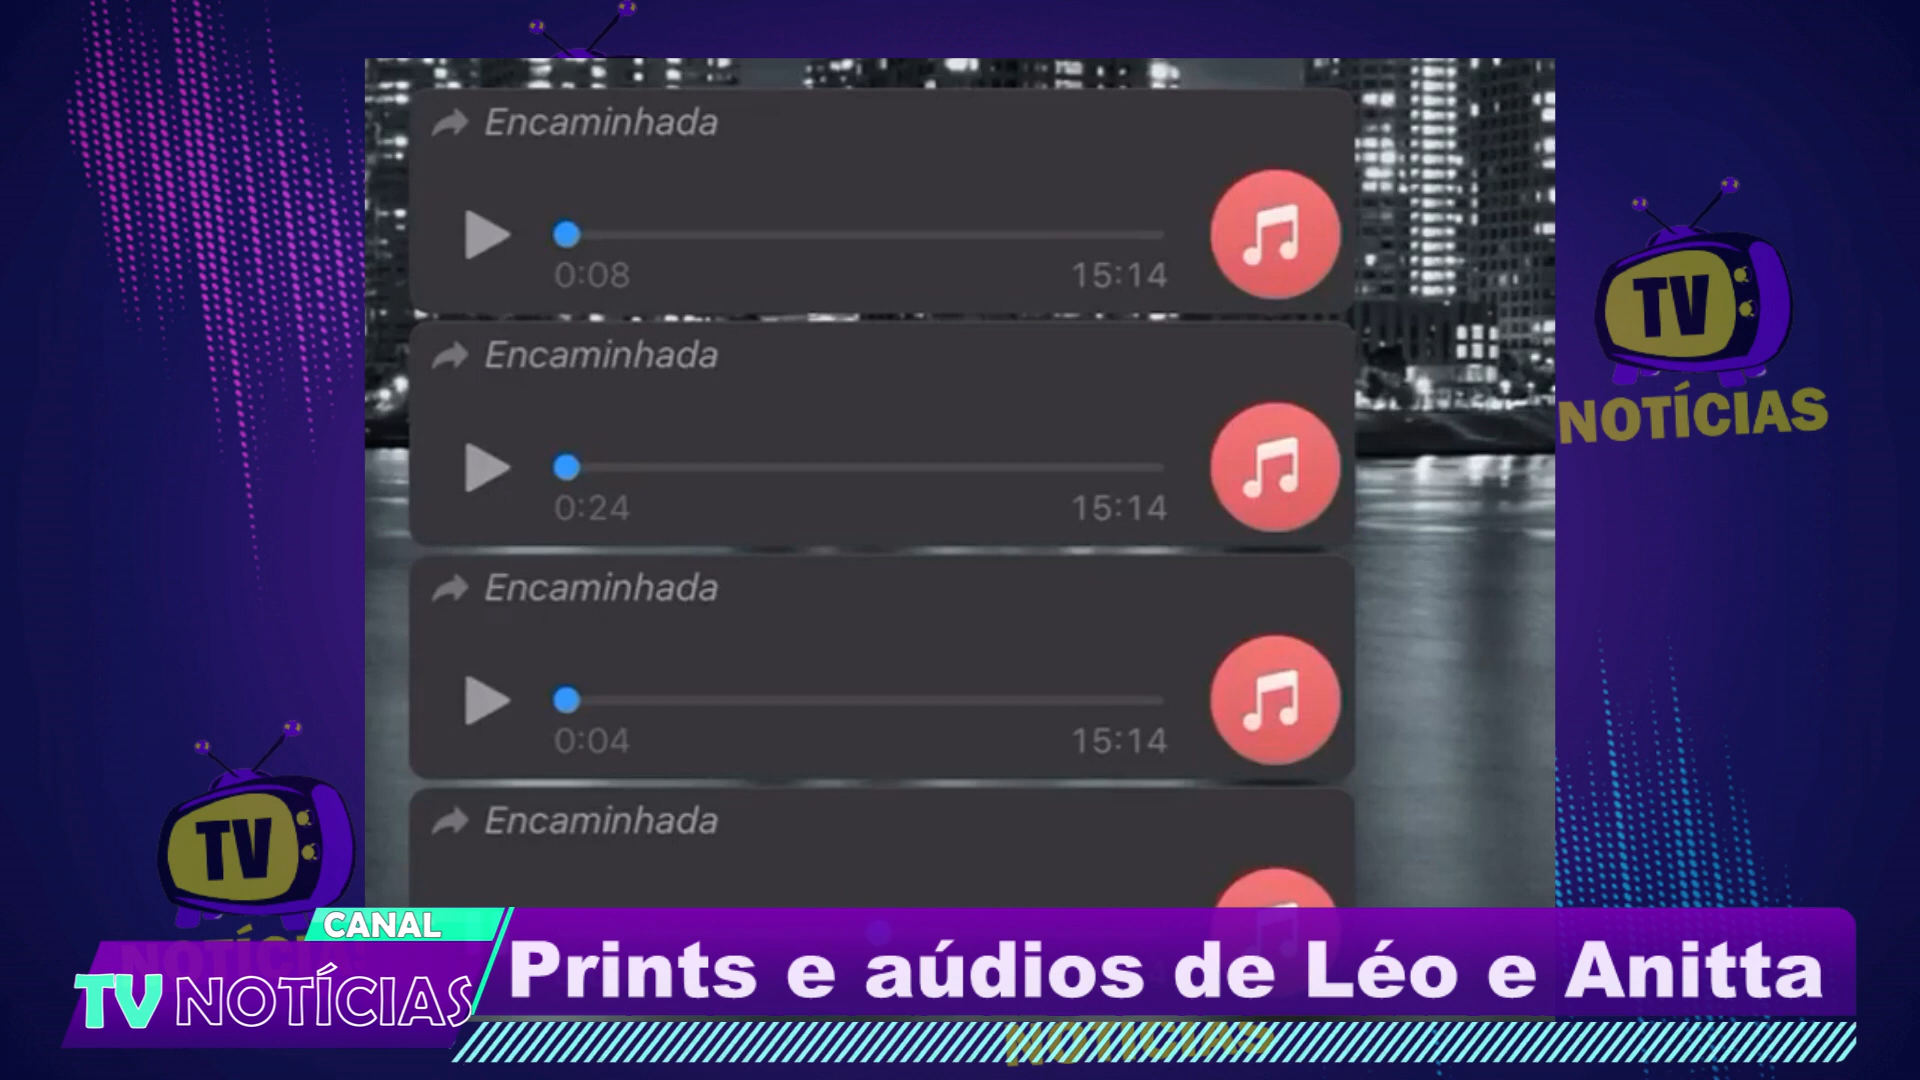 Encaminhada
0:08 15:14
Encaminhada
0:24 15:14
Encaminhada
0:04 15:14
Encaminhada
TV
NOTÍCIAS
TV
CANAL
TV NOTÍCIAS
Prints e aúdios de Léo e Anitta
NOTÍCIAS